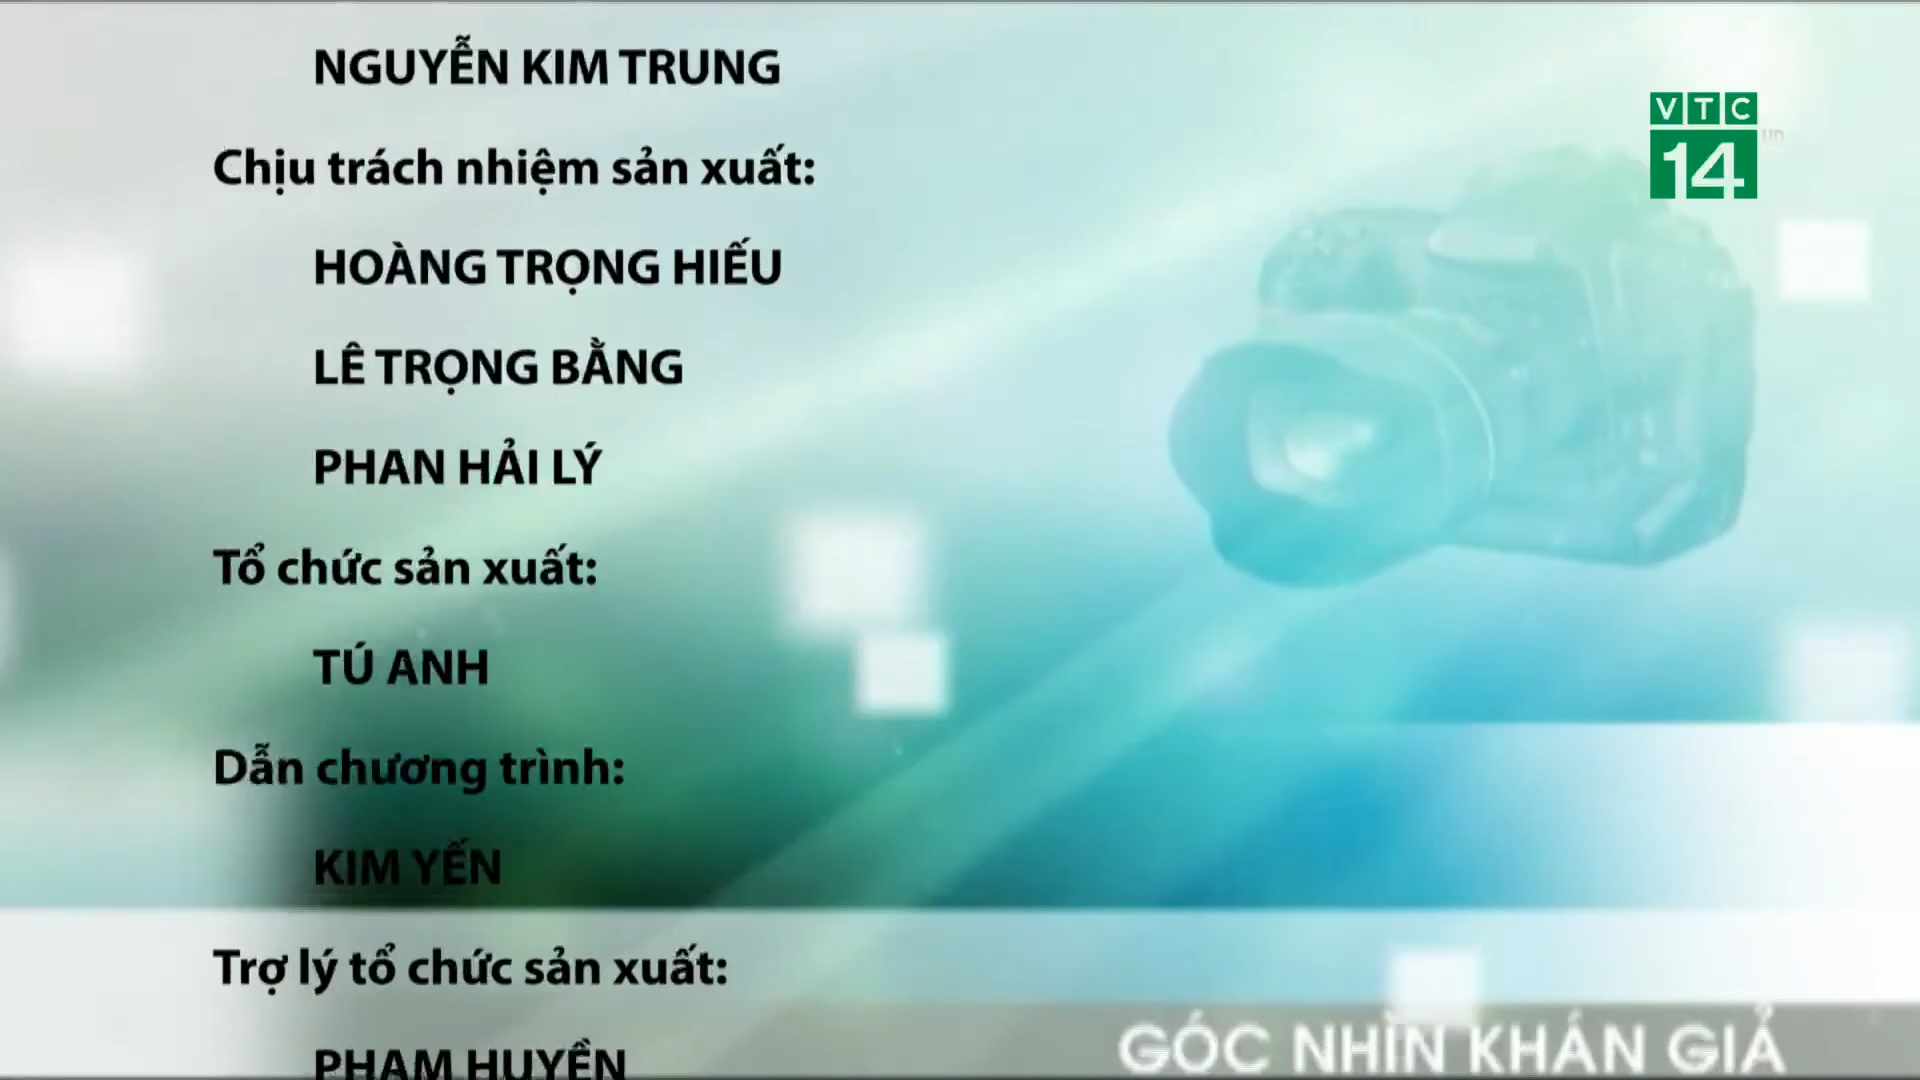 NGUYỄN KIM TRUNG
VTC
14
HD
Chịu trách nhiệm sản xuất:
HOÀNG TRỌNG HIẾU
LÊ TRỌNG BẰNG
PHAN HẢI LÝ
Tổ chức sản xuất:
TÚ ANH
Dẫn chương trình:
KIM YẾN
Trợ lý tổ chức sản xuất:
PHẠM HUYỀN
GÓC NHÌN KHÁN GIẢ